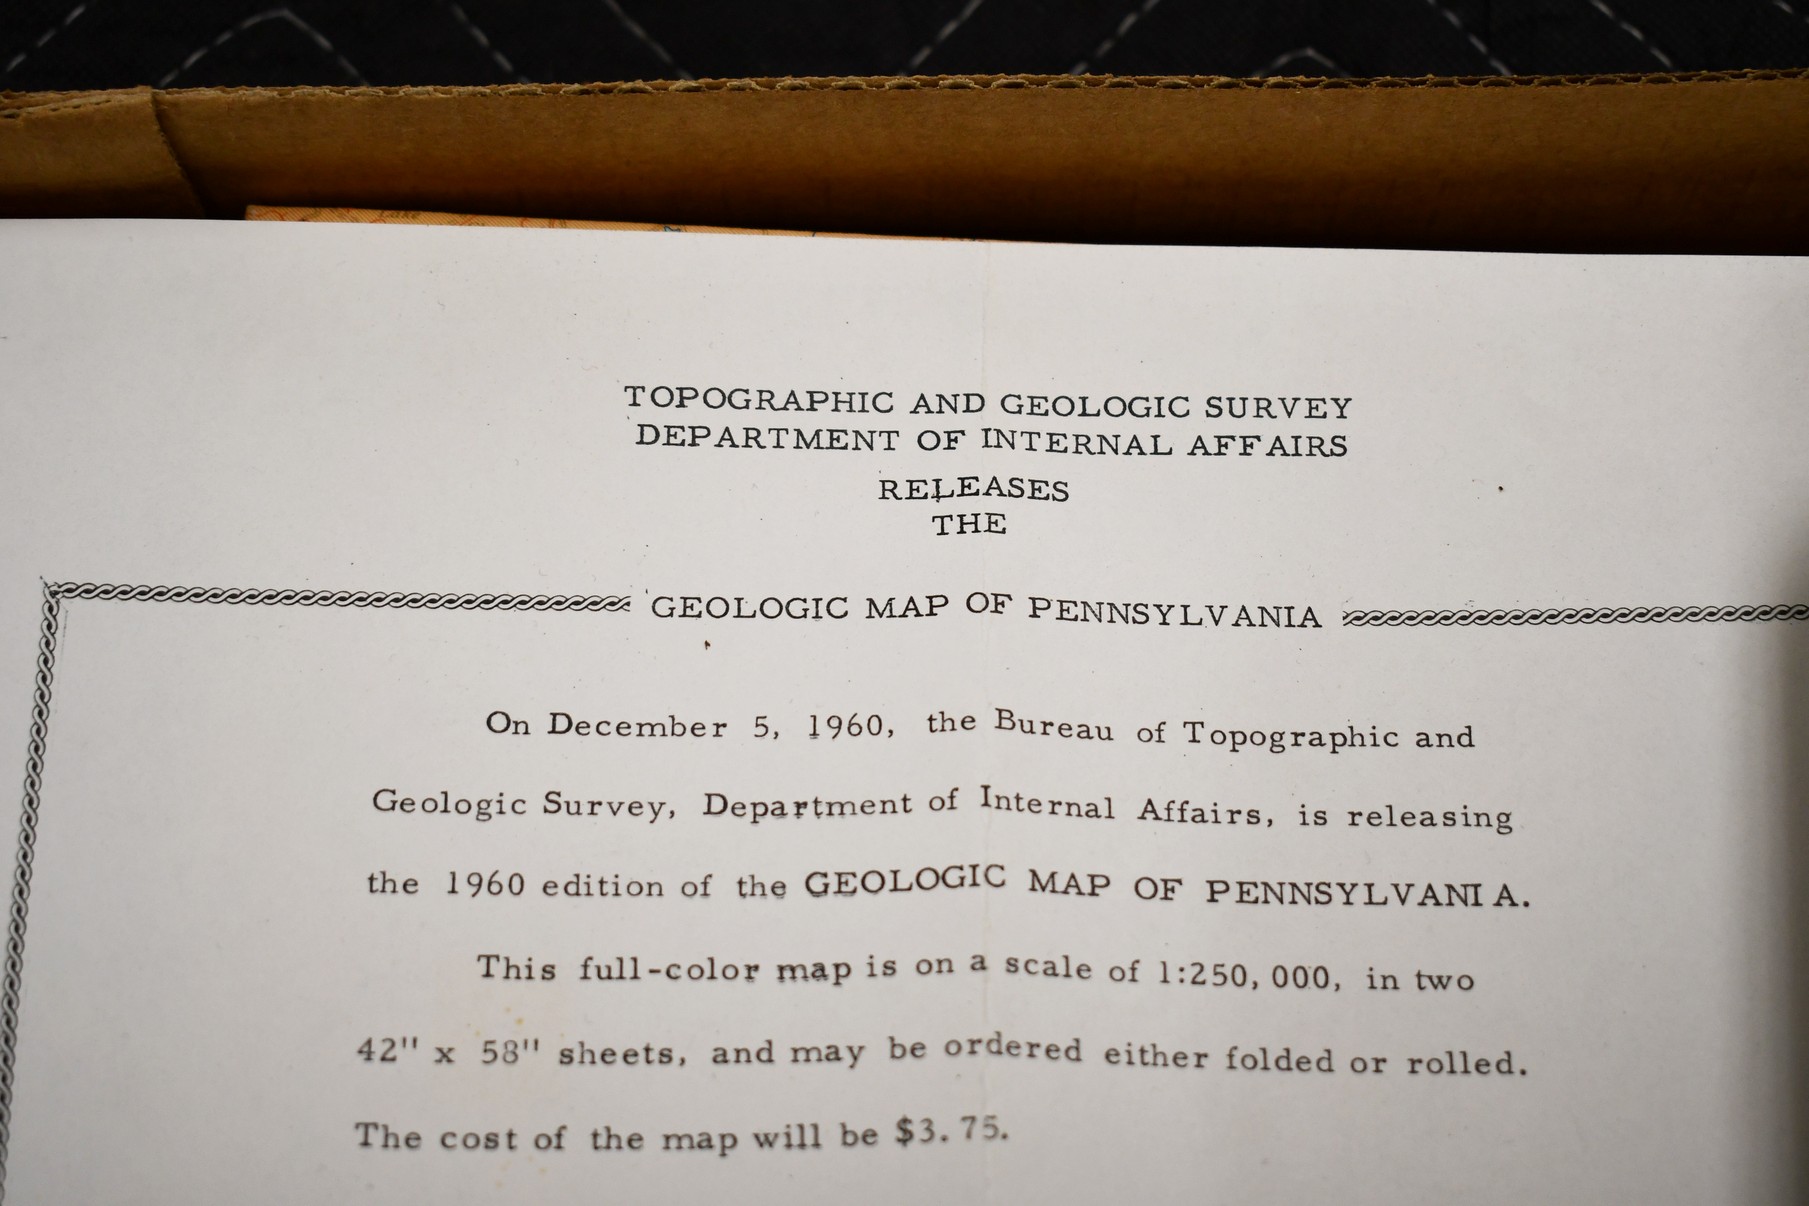 Lake
TOPOGRAPHIC AND GEOLOGIC SURVEY
DEPARTMENT OF INTERNAL AFFAIRS
RELEASES
THE
GEOLOGIC MAP OF PENNSYLVANIA
On December 5, 1960, the Bureau of Topographic and
Geologic Survey, Department of Internal Affairs, is releasing
the 1960 edition of the GEOLOGIC MAP OF PENNSYLVANIA.
This full-color map is on a scale of 1:250,000, in two
42" x 58" sheets, and may be ordered either folded or rolled.
The cost of the map will be $3.75.